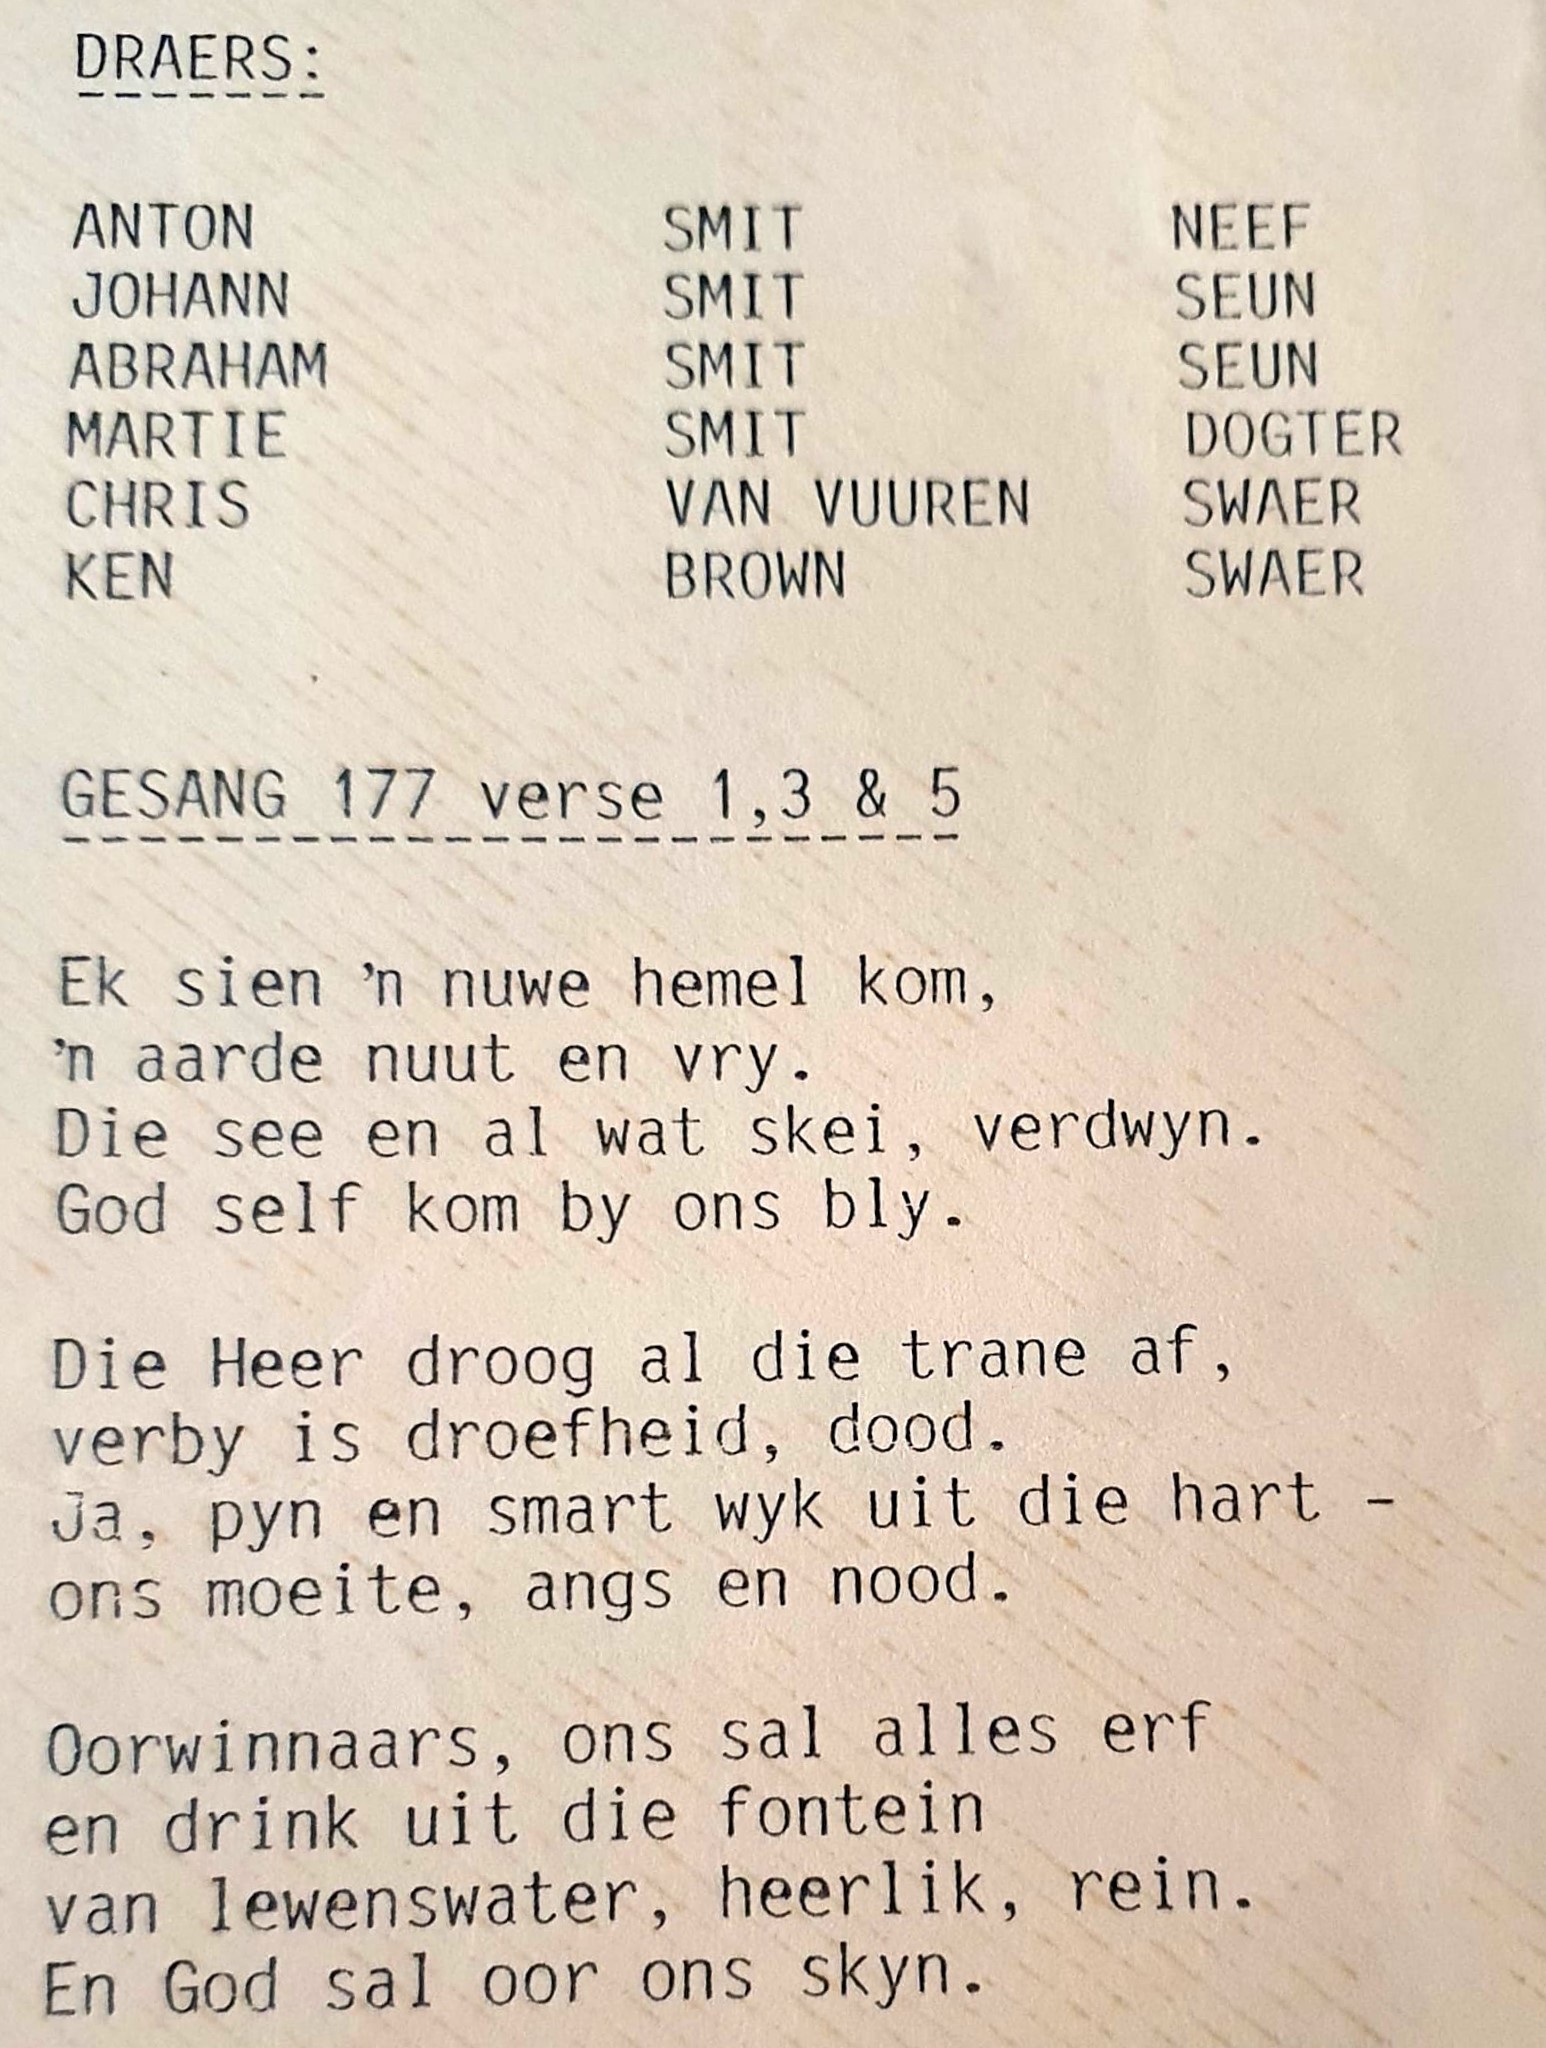 DRAERS:
ANTON SMIT NEEF
JOHANN SMIT SEUN
ABRAHAM SMIT SEUN
MARTIE SMIT DOGTER
CHRIS VAN VUUREN SWAER
KEN BROWN SWAER
GESANG 177 verse 1,3 & 5
Ek sien 'n nuwe hemel kom,
'n aarde nuut en vry.
Die see en al wat skei, verdwyn.
God self kom by ons bly.
Die Heer droog al die trane af,
verby is droefheid, dood.
Ja, pyn en smart wyk uit die hart -
ons moeite, angs en nood.
Oorwinnaars, ons sal alles erf
en drink uit die fontein
van lewenswater, heerlik, rein.
En God sal oor ons skyn.